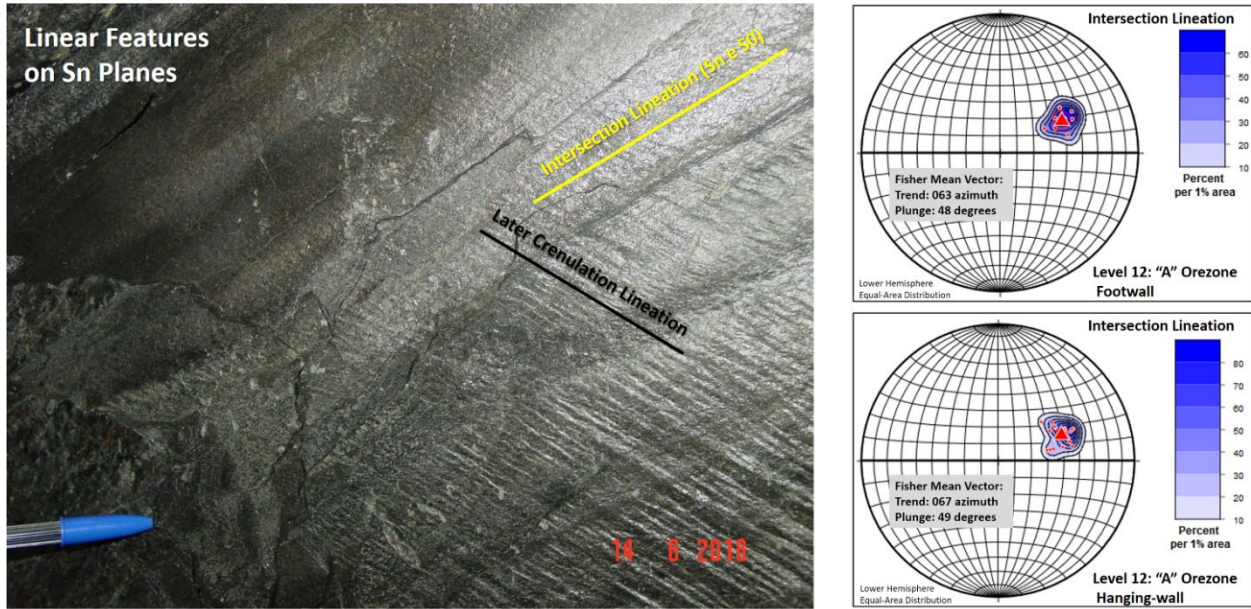 Linear Features
on Sn Planes
Intersection Lineation (Sn e S0)
Later Crenulation Lineation
14 6 2018
Intersection Lineation
60
50
40
30
20
10
Percent
per 1% area
Fisher Mean Vector:
Trend: 063 azimuth
Plunge: 48 degrees
Lower Hemisphere
Equal-Area Distribution
Level 12: “A” Orezone
Footwall
Intersection Lineation
80
70
60
50
40
30
20
10
Percent
per 1% area
Fisher Mean Vector:
Trend: 067 azimuth
Plunge: 49 degrees
Lower Hemisphere
Equal-Area Distribution
Level 12: “A” Orezone
Hanging-wall